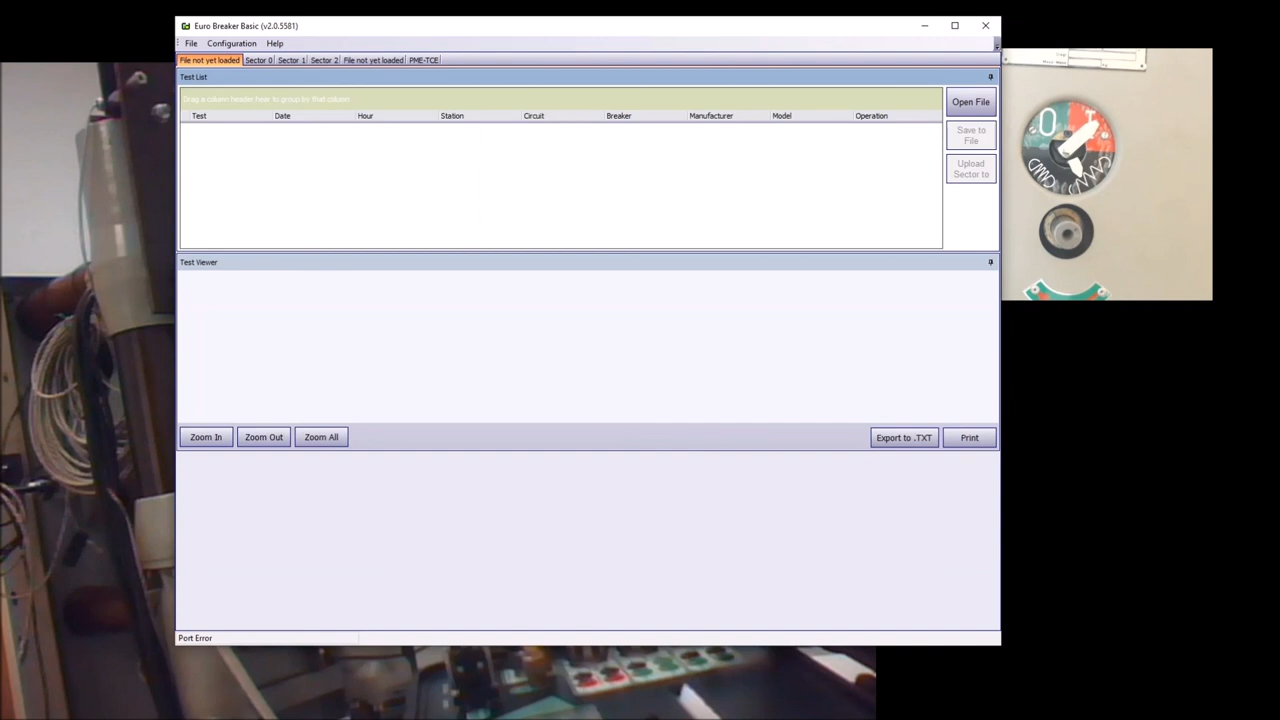 Euro Breaker Basic (v2.0.5581)
File Configuration Help
File not yet loaded Sector 0 Sector 1 Sector 2 File not yet loaded PME-TCE
Test List
Drag a column header here to group by that column
Test Date Hour Station Circuit Breaker Manufacturer Model Operation
Open File
Save to
File
Upload
Sector to
Test Viewer
Zoom In Zoom Out Zoom All Export to .TXT Print
Port Error
O I